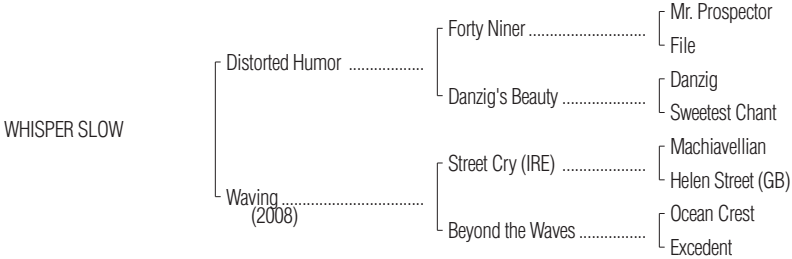 Mr. Prospector
Forty Niner ............................
File
Distorted Humor ..................
Danzig
Danzig's Beauty ....................
Sweetest Chant
WHISPER SLOW
Machiavellian
Street Cry (IRE) ....................
Helen Street (GB)
Waving ..................................
(2008)
Ocean Crest
Beyond the Waves ................
Excedent